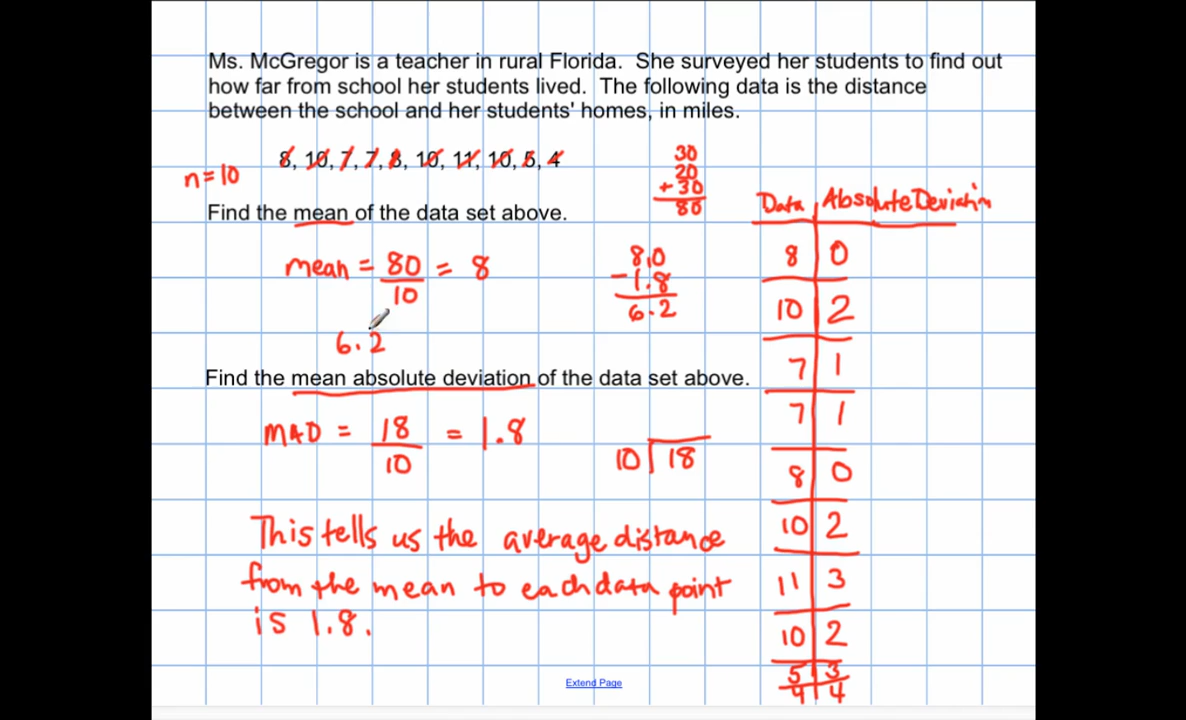 Ms. McGregor is a teacher in rural Florida. She surveyed her students to find out
how far from school her students lived. The following data is the distance
between the school and her students' homes, in miles.
8, 10, 7, 7, 8, 10, 11, 10, 5, 4
n=10
30
20
+ 30
80
Find the mean of the data set above.
mean = 80/10 = 8
8.0
- 1.8
6.2
6.2
Find the mean absolute deviation of the data set above.
MAD = 18/10 = 1.8
10 18
This tells us the average distance
from the mean to each data point
is 1.8.
Data Absolute Deviation
8 0
10 2
7 1
7 1
8 0
10 2
11 3
10 2
5 3
4 4
Extend Page